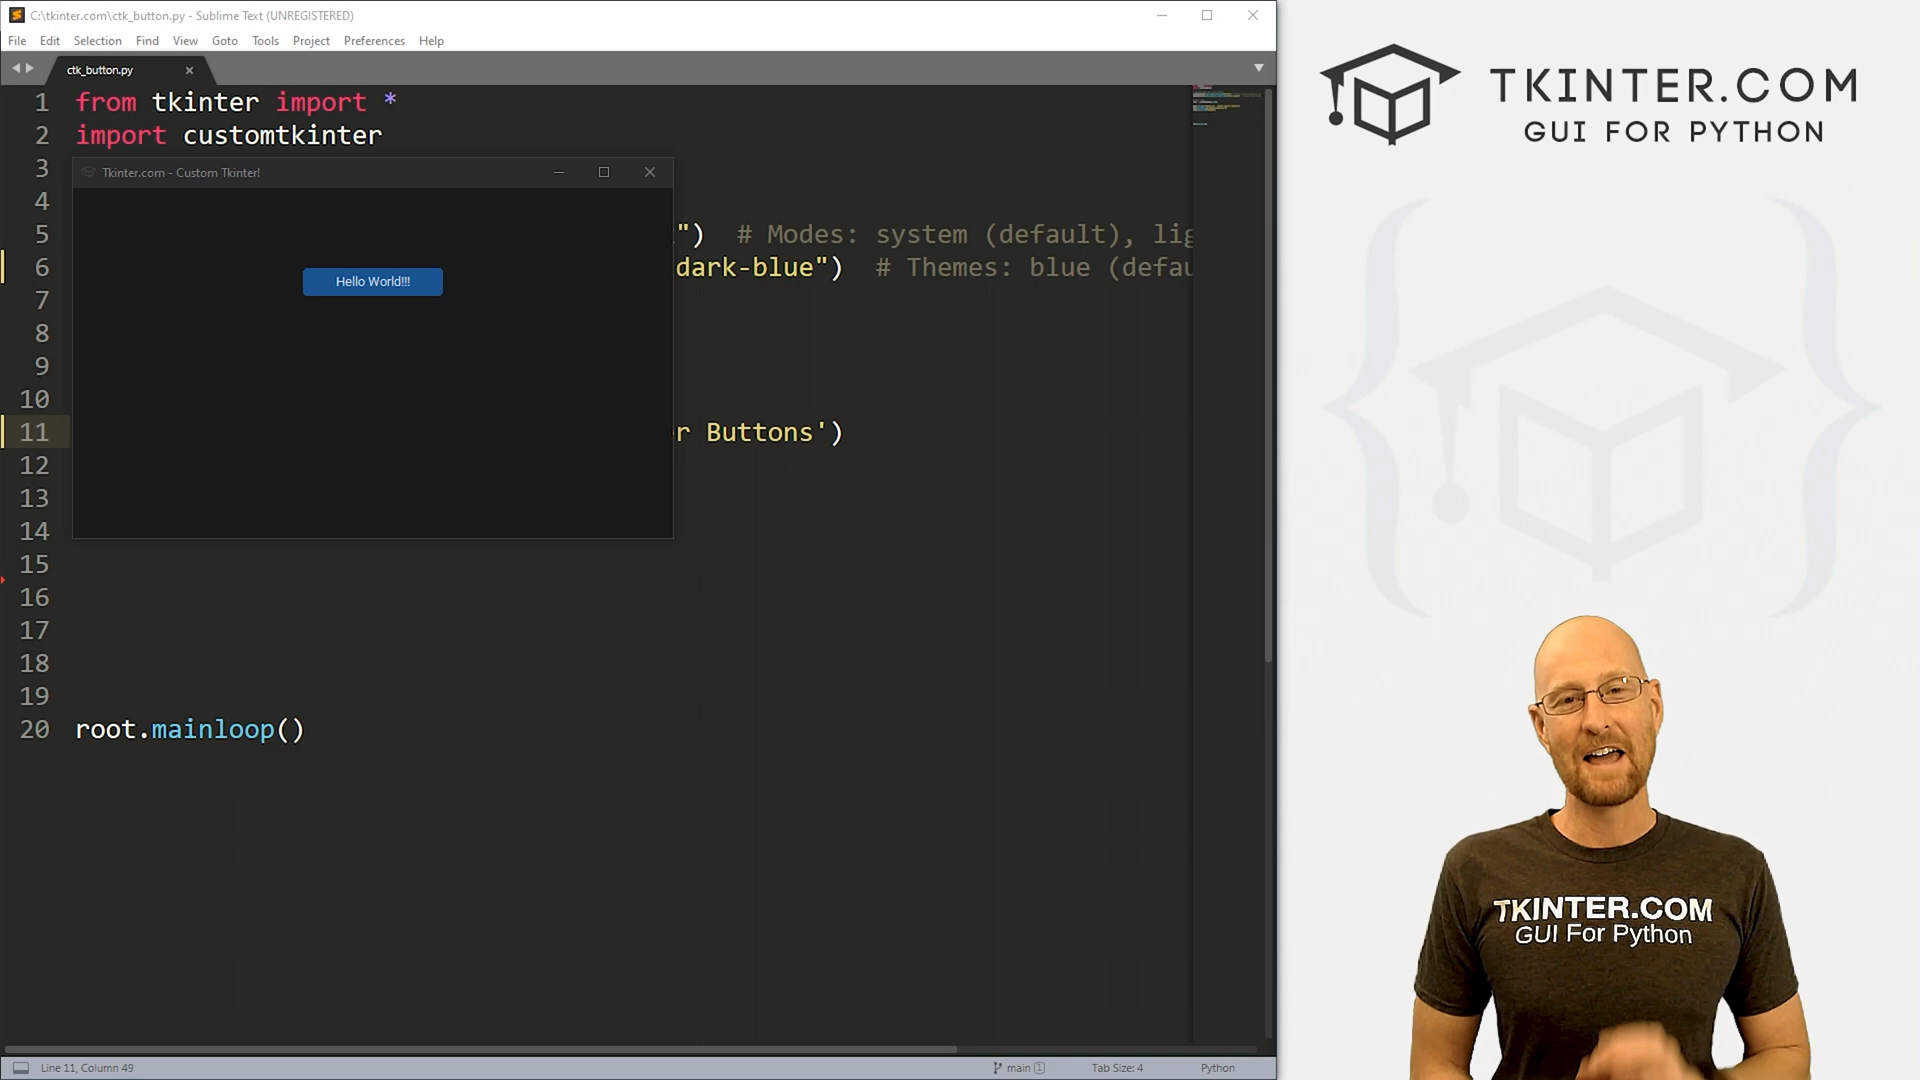 C:\tkinter.com\ctk_button.py - Sublime Text (UNREGISTERED)
File Edit Selection Find View Goto Tools Project Preferences Help
ctk_button.py
1 from tkinter import *
2 import customtkinter
3
Tkinter.com - Custom Tkinter!
4
5 ") # Modes: system (default), lig
6 dark-blue") # Themes: blue (defau
Hello World!!!
7
8
9
10
11 r Buttons')
12
13
14
15
16
17
18
19
20 root.mainloop()
Line 11, Column 49 main 1 Tab Size: 4 Python
TKINTER.COM
GUI FOR PYTHON
TKINTER.COM
GUI For Python